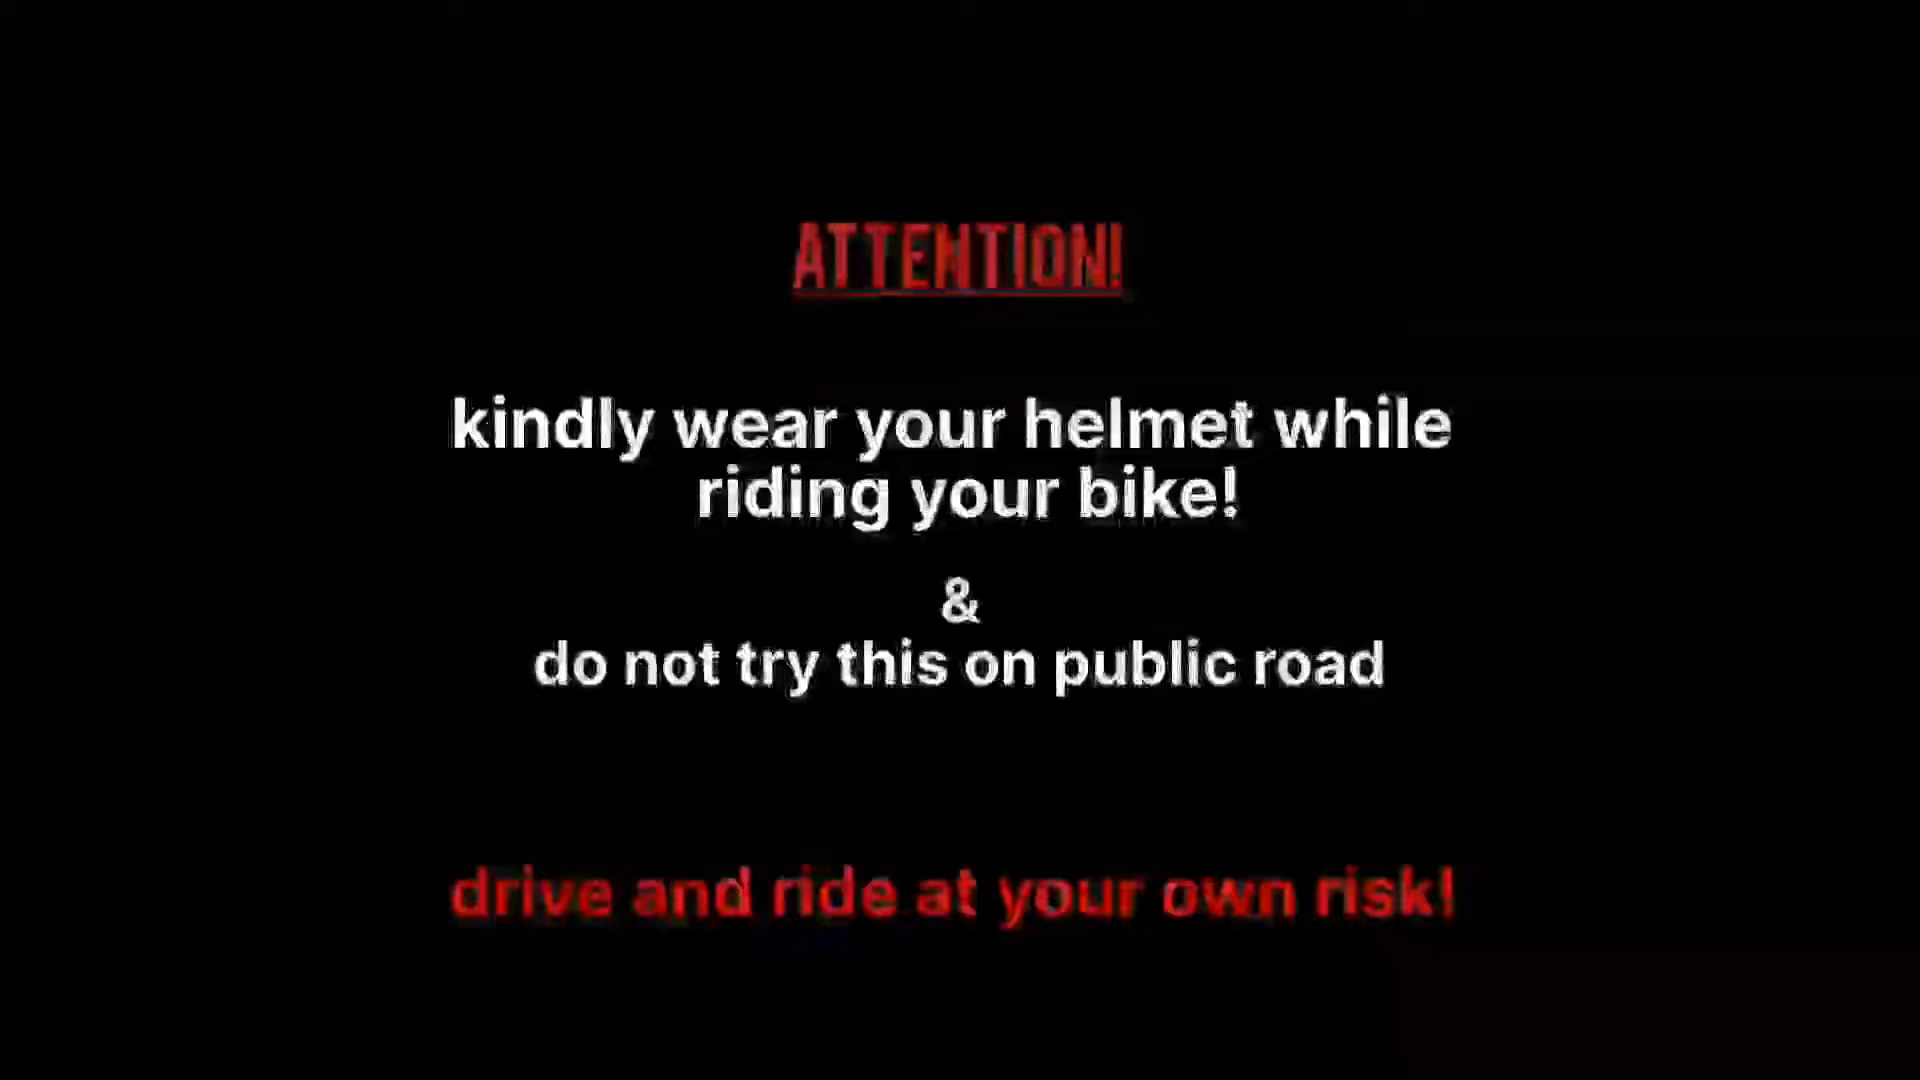 ATTENTION!
kindly wear your helmet while
riding your bike!
&
do not try this on public road
drive and ride at your own risk!